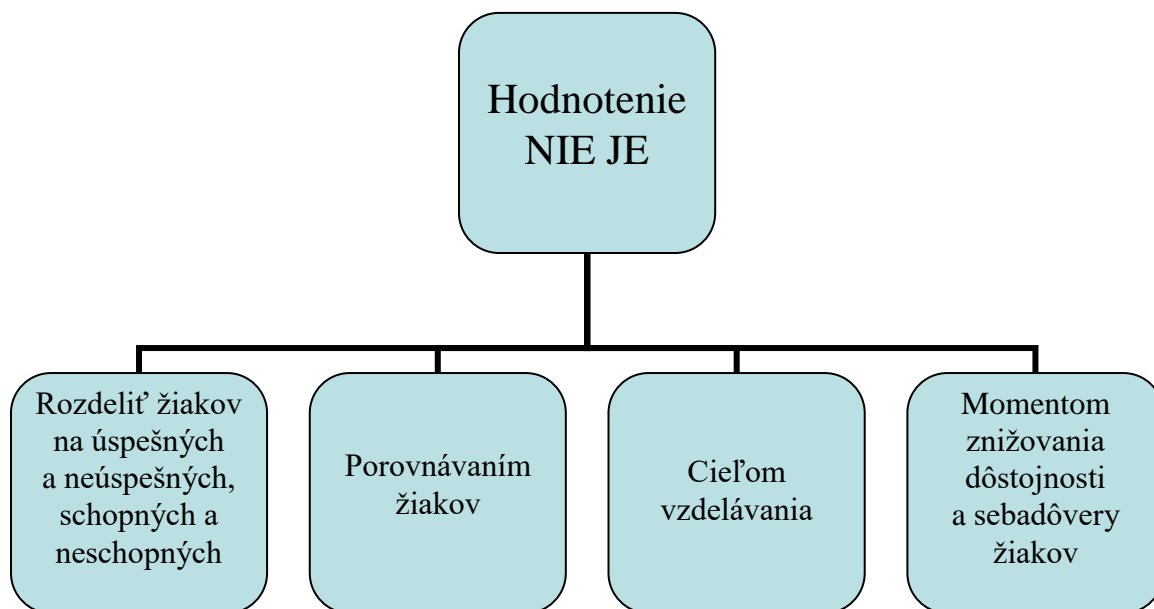 Hodnotenie
NIE JE
Rozdeliť žiakov
na úspešných
a neúspešných,
schopných a
neschopných
Porovnávaním
žiakov
Cieľom
vzdelávania
Momentom
znižovania
dôstojnosti
a sebadôvery
žiakov